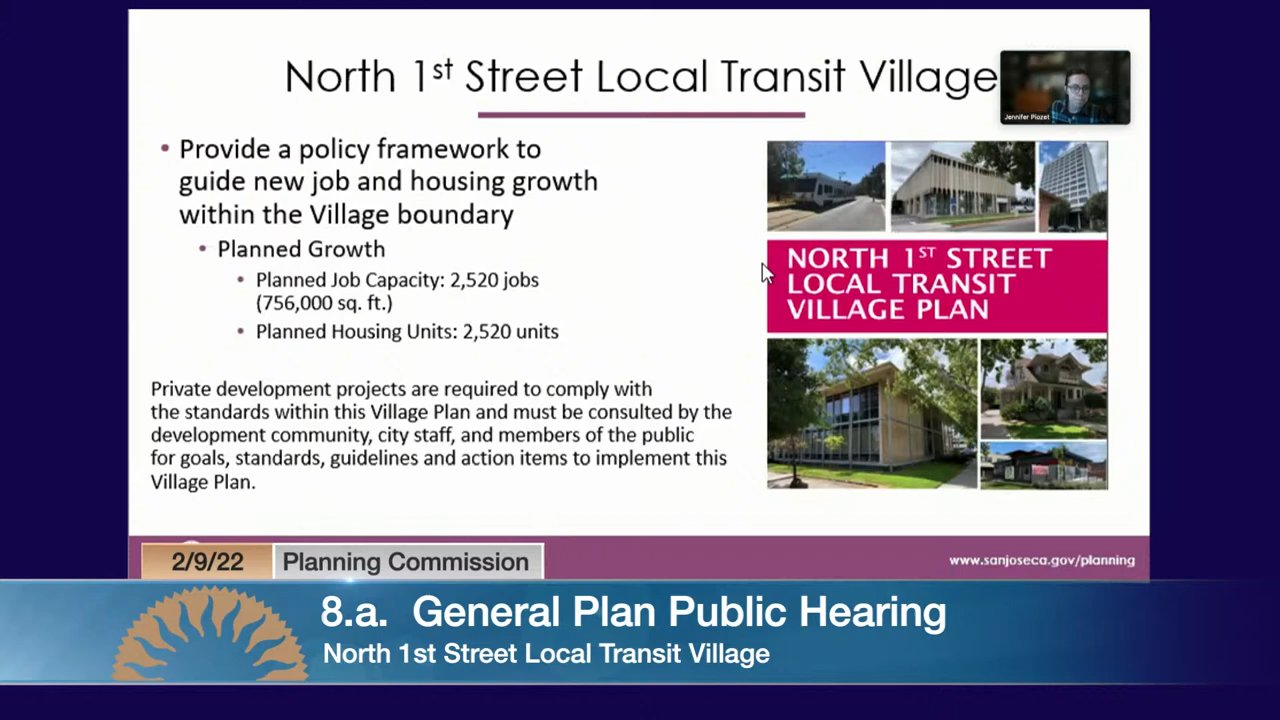 North 1st Street Local Transit Village
Jennifer Piozet
• Provide a policy framework to
guide new job and housing growth
within the Village boundary
• Planned Growth
• Planned Job Capacity: 2,520 jobs
(756,000 sq. ft.)
• Planned Housing Units: 2,520 units
Private development projects are required to comply with
the standards within this Village Plan and must be consulted by the
development community, city staff, and members of the public
for goals, standards, guidelines and action items to implement this
Village Plan.
NORTH 1ST STREET
LOCAL TRANSIT
VILLAGE PLAN
www.sanjoseca.gov/planning
2/9/22 Planning Commission
8.a. General Plan Public Hearing
North 1st Street Local Transit Village